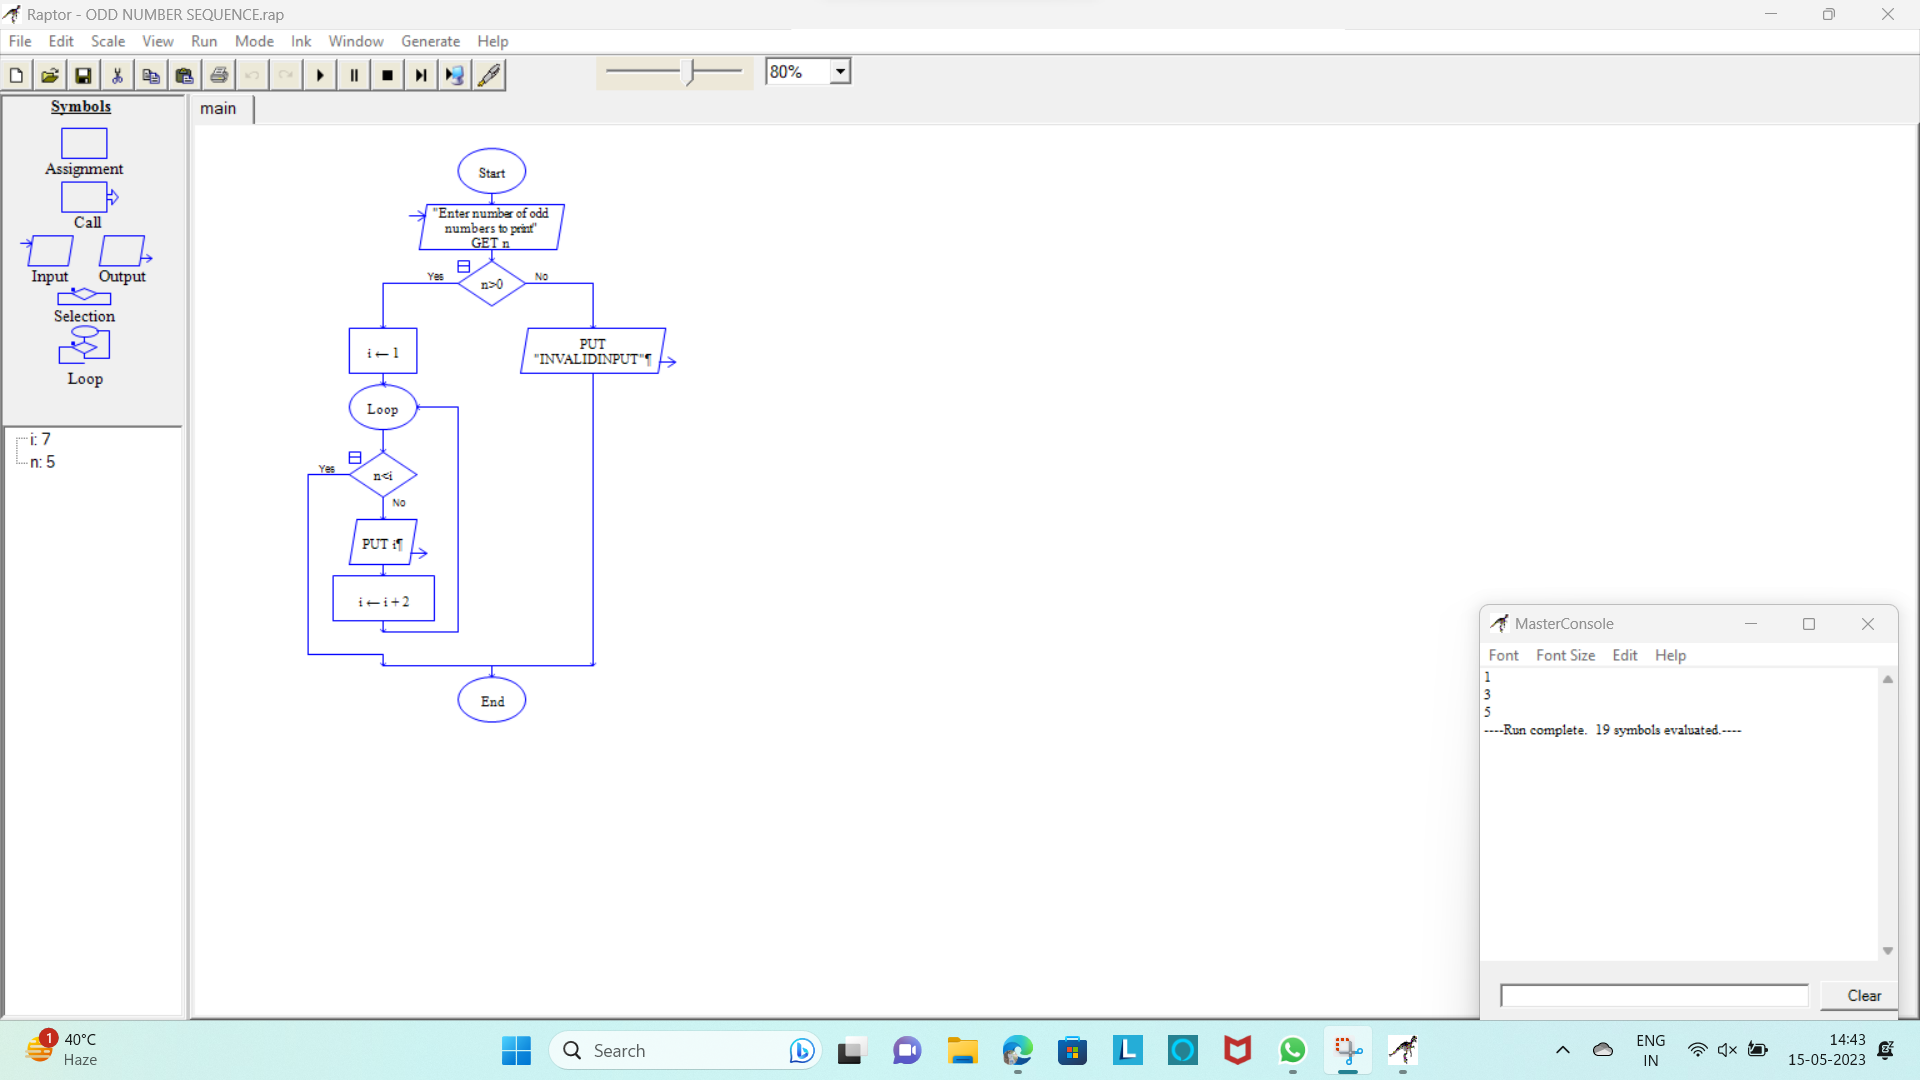 Raptor - ODD NUMBER SEQUENCE.rap
File Edit Scale View Run Mode Ink Window Generate Help
80%
Symbols
Assignment
Call
Input Output
Selection
Loop
i: 7
n: 5
main
Start
"Enter number of odd
numbers to print"
GET n
Yes
n>0
No
i ← 1
PUT
"INVALIDINPUT"¶
Loop
Yes
n<i
No
PUT i¶
i ← i + 2
End
MasterConsole
Font Font Size Edit Help
1
3
5
----Run complete. 19 symbols evaluated.----
Clear
1
40°C
Haze
Search
L
ENG
IN
14:43
15-05-2023